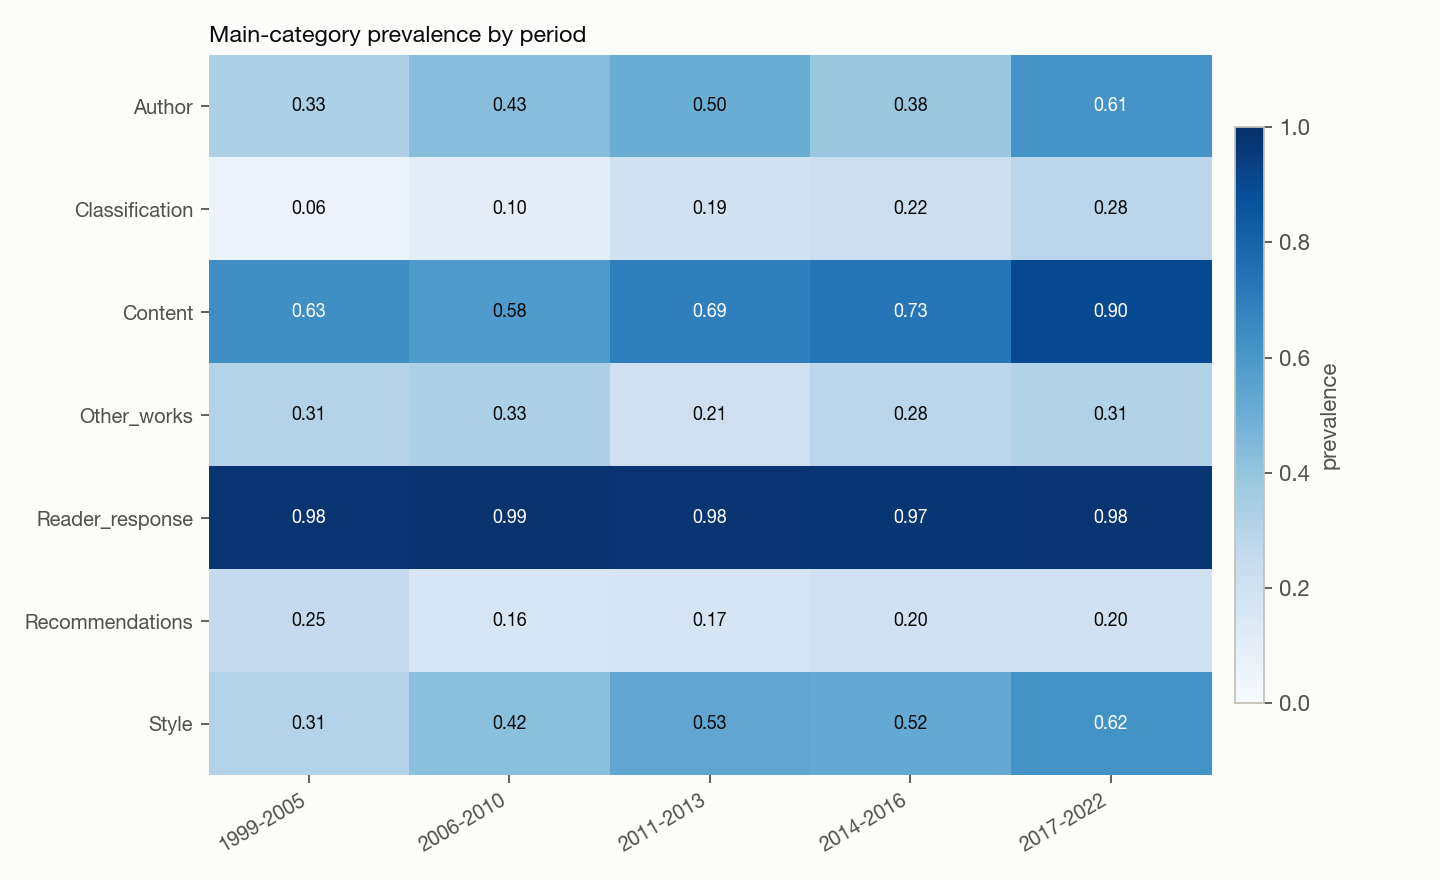 Main-category prevalence by period
Author 0.33 0.43 0.50 0.38 0.61
Classification 0.06 0.10 0.19 0.22 0.28
Content 0.63 0.58 0.69 0.73 0.90
Other_works 0.31 0.33 0.21 0.28 0.31
Reader_response 0.98 0.99 0.98 0.97 0.98
Recommendations 0.25 0.16 0.17 0.20 0.20
Style 0.31 0.42 0.53 0.52 0.62
1999-2005 2006-2010 2011-2013 2014-2016 2017-2022
1.0
0.8
0.6
0.4
0.2
0.0
prevalence